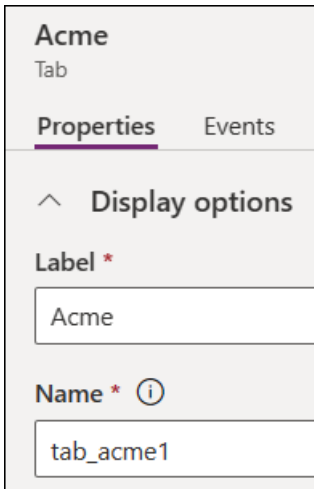 Acme
Tab
Properties Events
Display options
Label *
Acme
Name *
tab_acme1